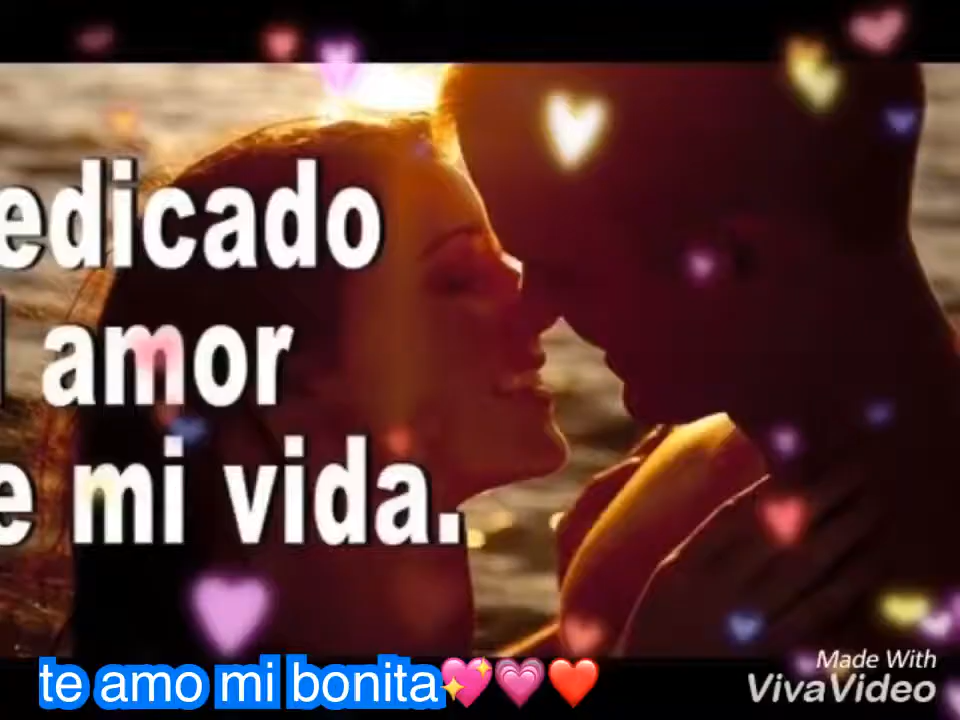 edicado
l amor
e mi vida.
te amo mi bonita💖💗❤️
Made With
VivaVideo